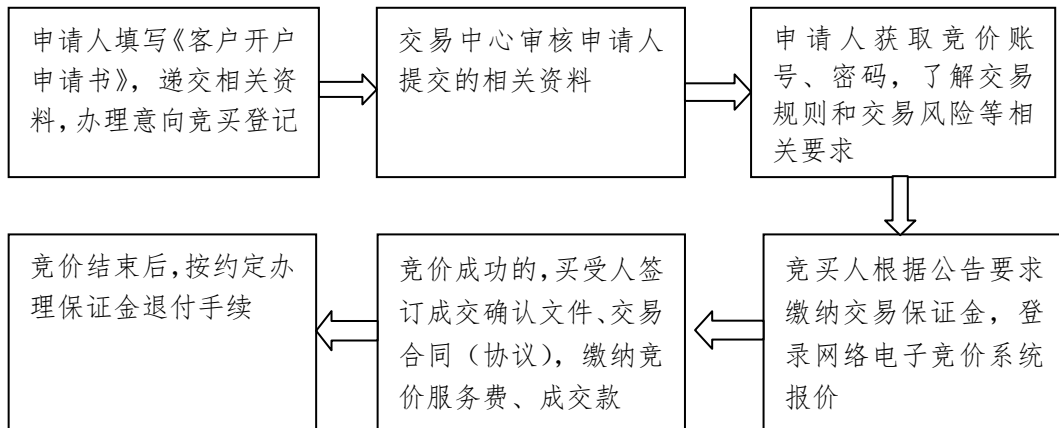 申请人填写《客户开户
申请书》，递交相关资
料，办理意向竞买登记
交易中心审核申请人
提交的相关资料
申请人获取竞价账
号、密码，了解交易
规则和交易风险等相
关要求
竞买人根据公告要求
缴纳交易保证金，登
录网络电子竞价系统
报价
竞价成功的，买受人签
订成交确认文件、交易
合同（协议），缴纳竞
价服务费、成交款
竞价结束后，按约定办
理保证金退付手续